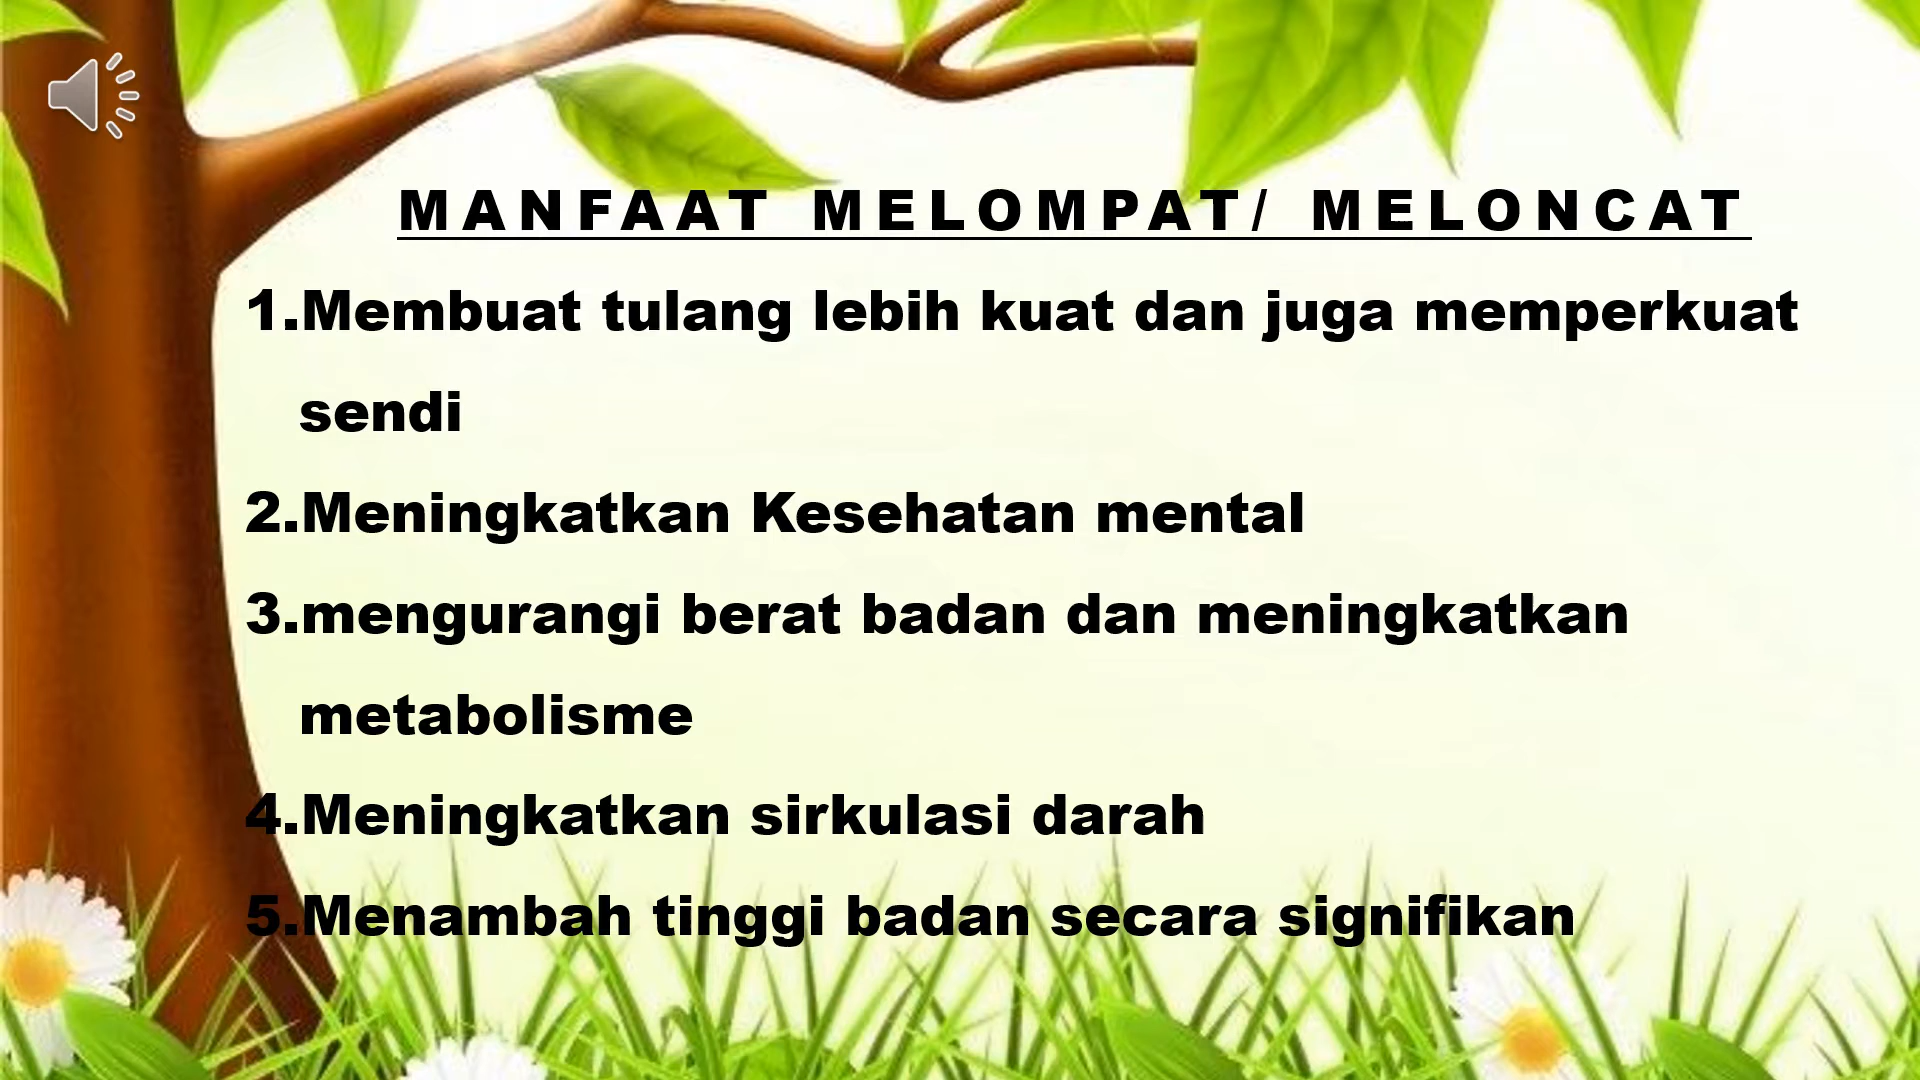 MANFAAT MELOMPAT/ MELONCAT
1.Membuat tulang lebih kuat dan juga memperkuat
sendi
2.Meningkatkan Kesehatan mental
3.mengurangi berat badan dan meningkatkan
metabolisme
4.Meningkatkan sirkulasi darah
5.Menambah tinggi badan secara signifikan